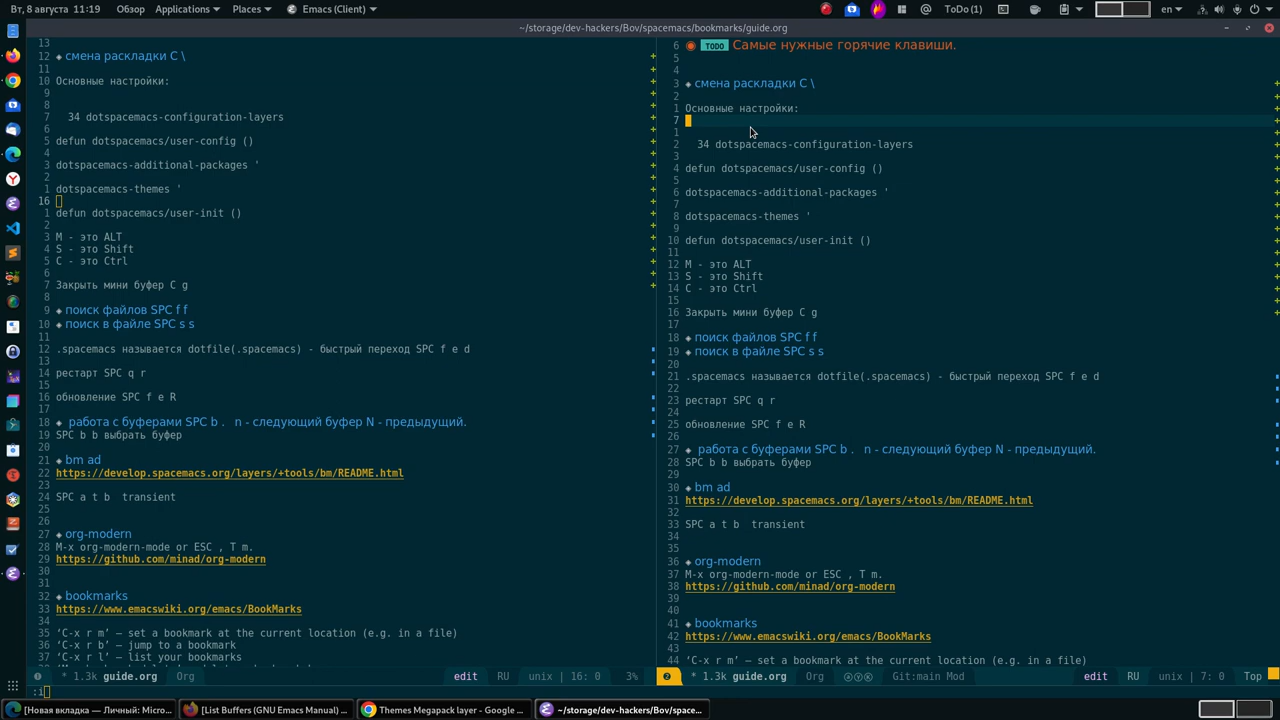 Вт, 8 августа 11:19
Обзор
Applications
Places
Emacs (Client)
ToDo (1)
en
~/storage/dev-hackers/Bov/spacemacs/bookmarks/guide.org
13
12 ◈ смена раскладки C \
11
10 Основные настройки:
9
8
7 34 dotspacemacs-configuration-layers
6
5 defun dotspacemacs/user-config ()
4
3 dotspacemacs-additional-packages '
2
1 dotspacemacs-themes '
16
1 defun dotspacemacs/user-init ()
2
3 M - это ALT
4 S - это Shift
5 C - это Ctrl
6
7 Закрыть мини буфер C g
8
9 ◈ поиск файлов SPC f f
10 ◈ поиск в файле SPC s s
11
12 .spacemacs называется dotfile(.spacemacs) - быстрый переход SPC f e d
13
14 рестарт SPC q r
15
16 обновление SPC f e R
17
18 ◈ работа с буферами SPC b . n - следующий буфер N - предыдущий.
19 SPC b b выбрать буфер
20
21 ◈ bm ad
22 https://develop.spacemacs.org/layers/+tools/bm/README.html
23
24 SPC a t b transient
25
26
27 ◈ org-modern
28 M-x org-modern-mode or ESC , T m.
29 https://github.com/minad/org-modern
30
31
32 ◈ bookmarks
33 https://www.emacswiki.org/emacs/BookMarks
34
35 ‘C-x r m’ – set a bookmark at the current location (e.g. in a file)
36 ‘C-x r b’ – jump to a bookmark
37 ‘C-x r l’ – list your bookmarks
* 1.3k guide.org Org edit RU unix | 16: 0 3%
6 TODO Самые нужные горячие клавиши.
5
4
3 ◈ смена раскладки C \
2
1 Основные настройки:
7
1
2 34 dotspacemacs-configuration-layers
3
4 defun dotspacemacs/user-config ()
5
6 dotspacemacs-additional-packages '
7
8 dotspacemacs-themes '
9
10 defun dotspacemacs/user-init ()
11
12 M - это ALT
13 S - это Shift
14 C - это Ctrl
15
16 Закрыть мини буфер C g
17
18 ◈ поиск файлов SPC f f
19 ◈ поиск в файле SPC s s
20
21 .spacemacs называется dotfile(.spacemacs) - быстрый переход SPC f e d
22
23 рестарт SPC q r
24
25 обновление SPC f e R
26
27 ◈ работа с буферами SPC b . n - следующий буфер N - предыдущий.
28 SPC b b выбрать буфер
29
30 ◈ bm ad
31 https://develop.spacemacs.org/layers/+tools/bm/README.html
32
33 SPC a t b transient
34
35
36 ◈ org-modern
37 M-x org-modern-mode or ESC , T m.
38 https://github.com/minad/org-modern
39
40
41 ◈ bookmarks
42 https://www.emacswiki.org/emacs/BookMarks
43
44 ‘C-x r m’ – set a bookmark at the current location (e.g. in a file)
* 1.3k guide.org Org ⓐⓎⓢ Git:main Mod edit RU unix | 7: 0 Top
:i
[Новая вкладка — Личный: Micro...
[List Buffers (GNU Emacs Manual) ...
Themes Megapack layer - Google ...
~/storage/dev-hackers/Bov/space...